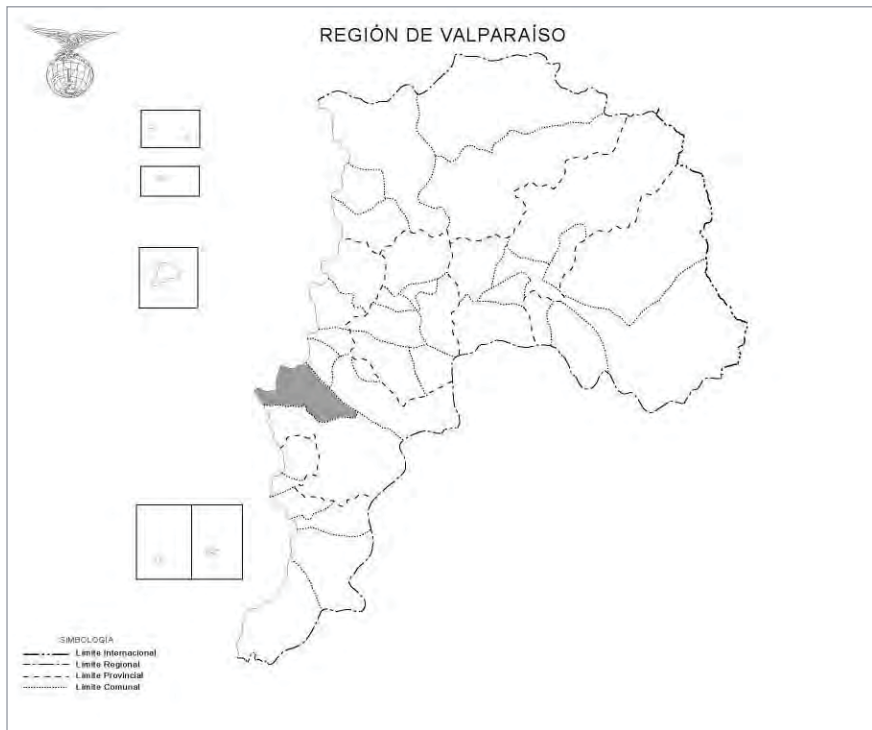 REGIÓN DE VALPARAÍSO
SIMBOLOGÍA
Límite Internacional
Límite Regional
Límite Provincial
Límite Comunal